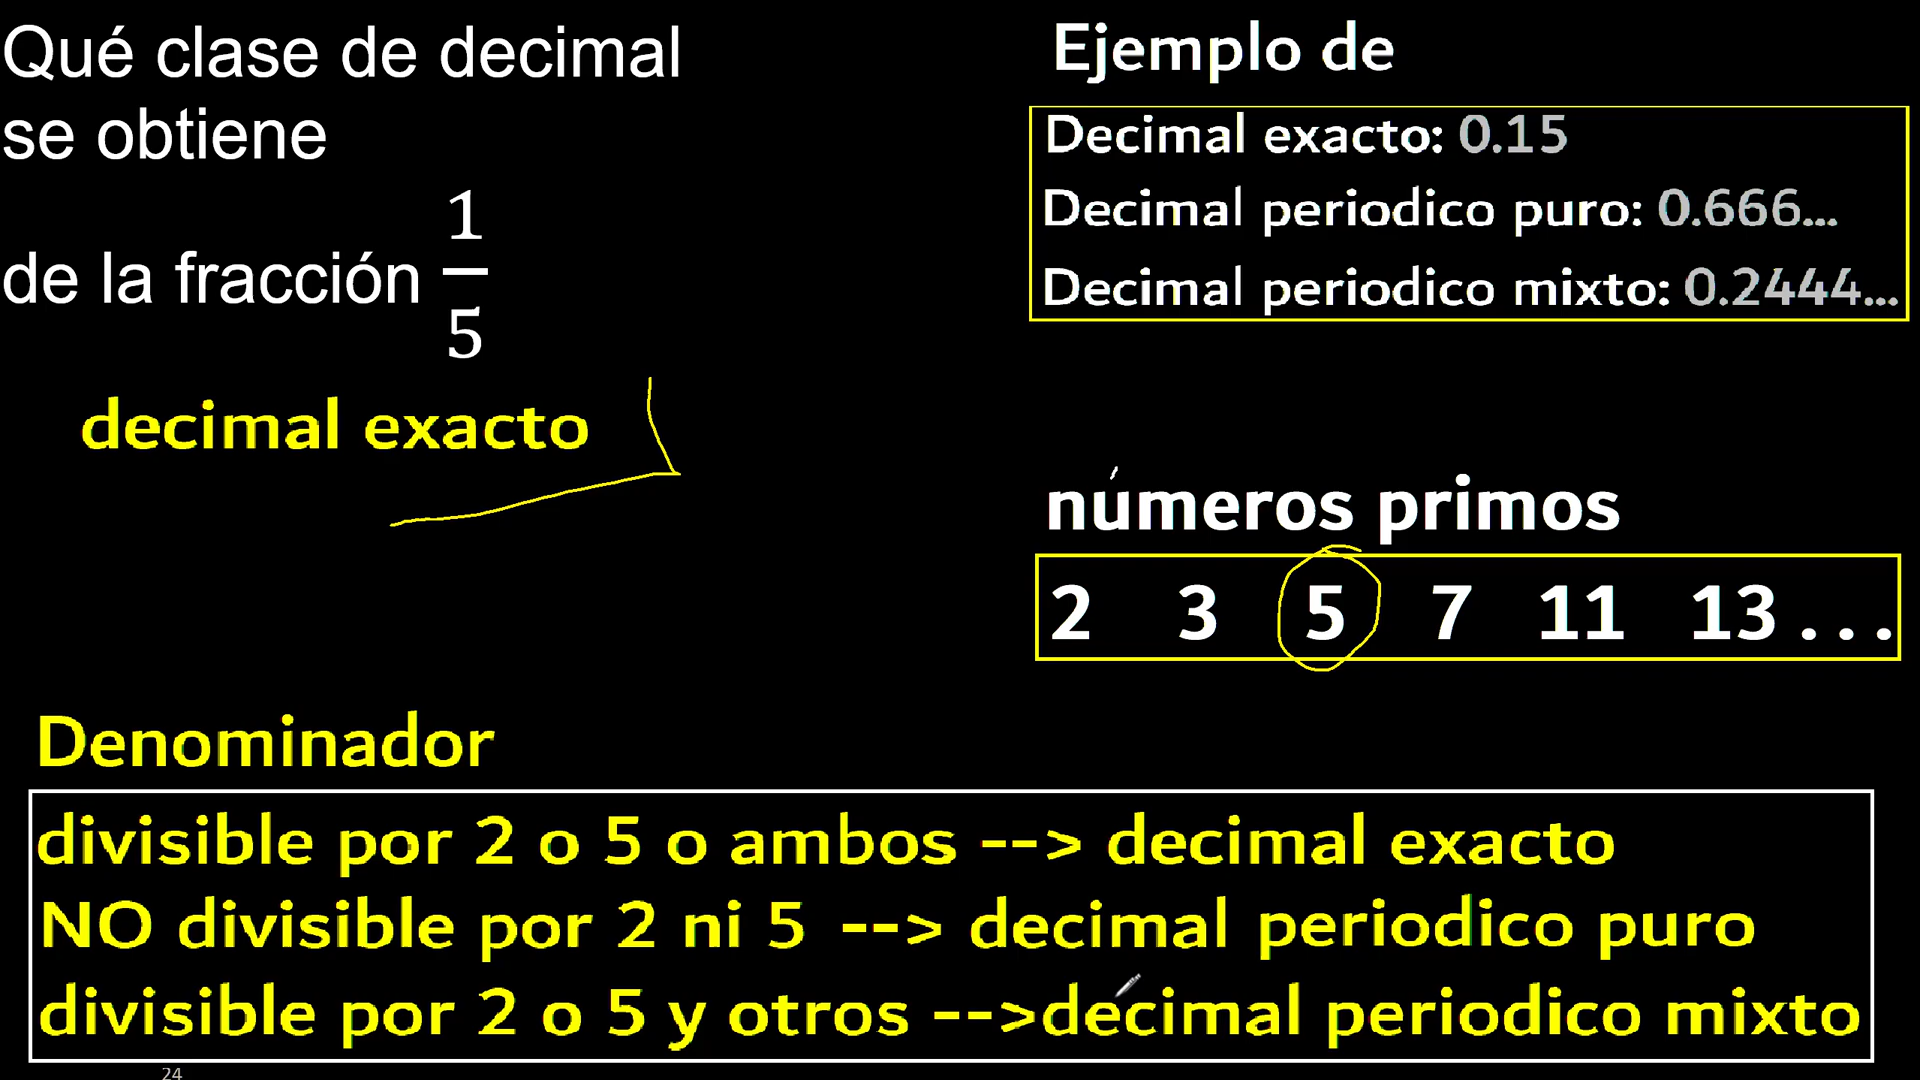 Qué clase de decimal
se obtiene
de la fracción 1/5
decimal exacto
Ejemplo de
Decimal exacto: 0.15
Decimal periodico puro: 0.666...
Decimal periodico mixto: 0.2444...
números primos
2 3 5 7 11 13 . . .
Denominador
divisible por 2 o 5 o ambos --> decimal exacto
NO divisible por 2 ni 5 --> decimal periodico puro
divisible por 2 o 5 y otros -->decimal periodico mixto
24